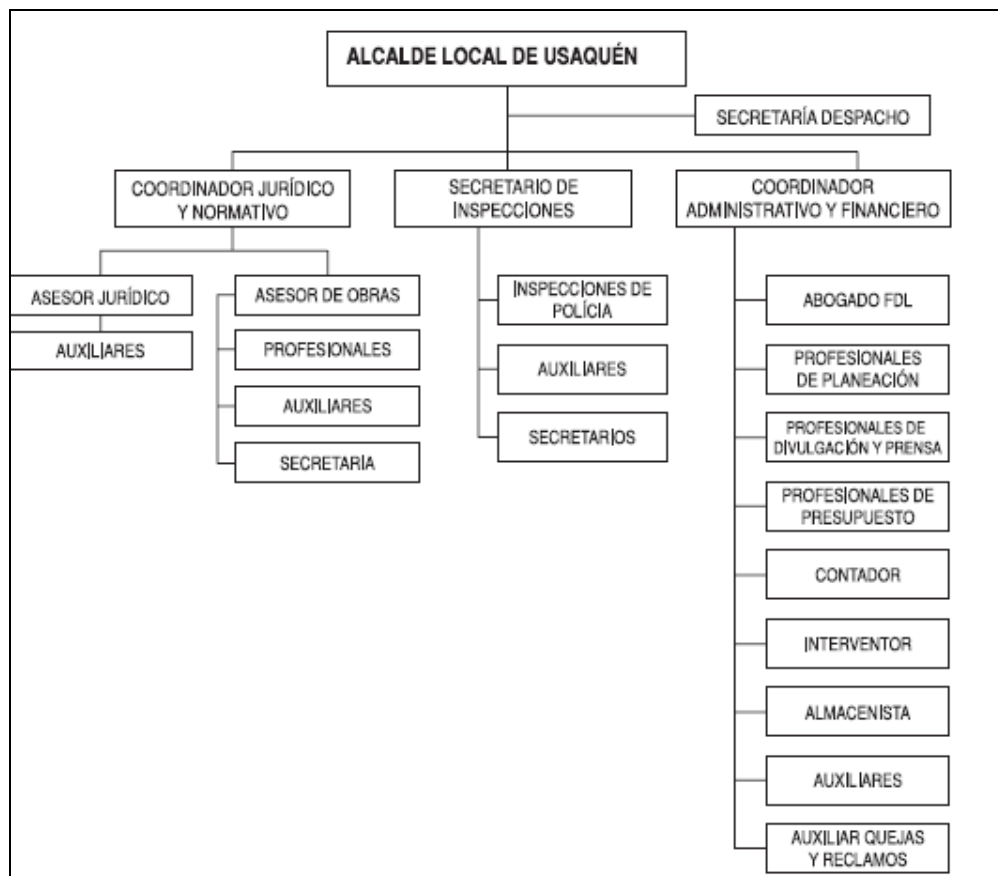 ALCALDE LOCAL DE USAQUÉN
SECRETARÍA DESPACHO
COORDINADOR JURÍDICO
Y NORMATIVO
SECRETARIO DE
INSPECCIONES
COORDINADOR
ADMINISTRATIVO Y FINANCIERO
ASESOR JURÍDICO
AUXILIARES
ASESOR DE OBRAS
PROFESIONALES
AUXILIARES
SECRETARIA
INSPECCIONES DE
POLÍCIA
AUXILIARES
SECRETARIOS
ABOGADO FDL
PROFESIONALES
DE PLANEACIÓN
PROFESIONALES DE
DIVULGACIÓN Y PRENSA
PROFESIONALES DE
PRESUPUESTO
CONTADOR
INTERVENTOR
ALMACENISTA
AUXILIARES
AUXILIAR QUEJAS
Y RECLAMOS